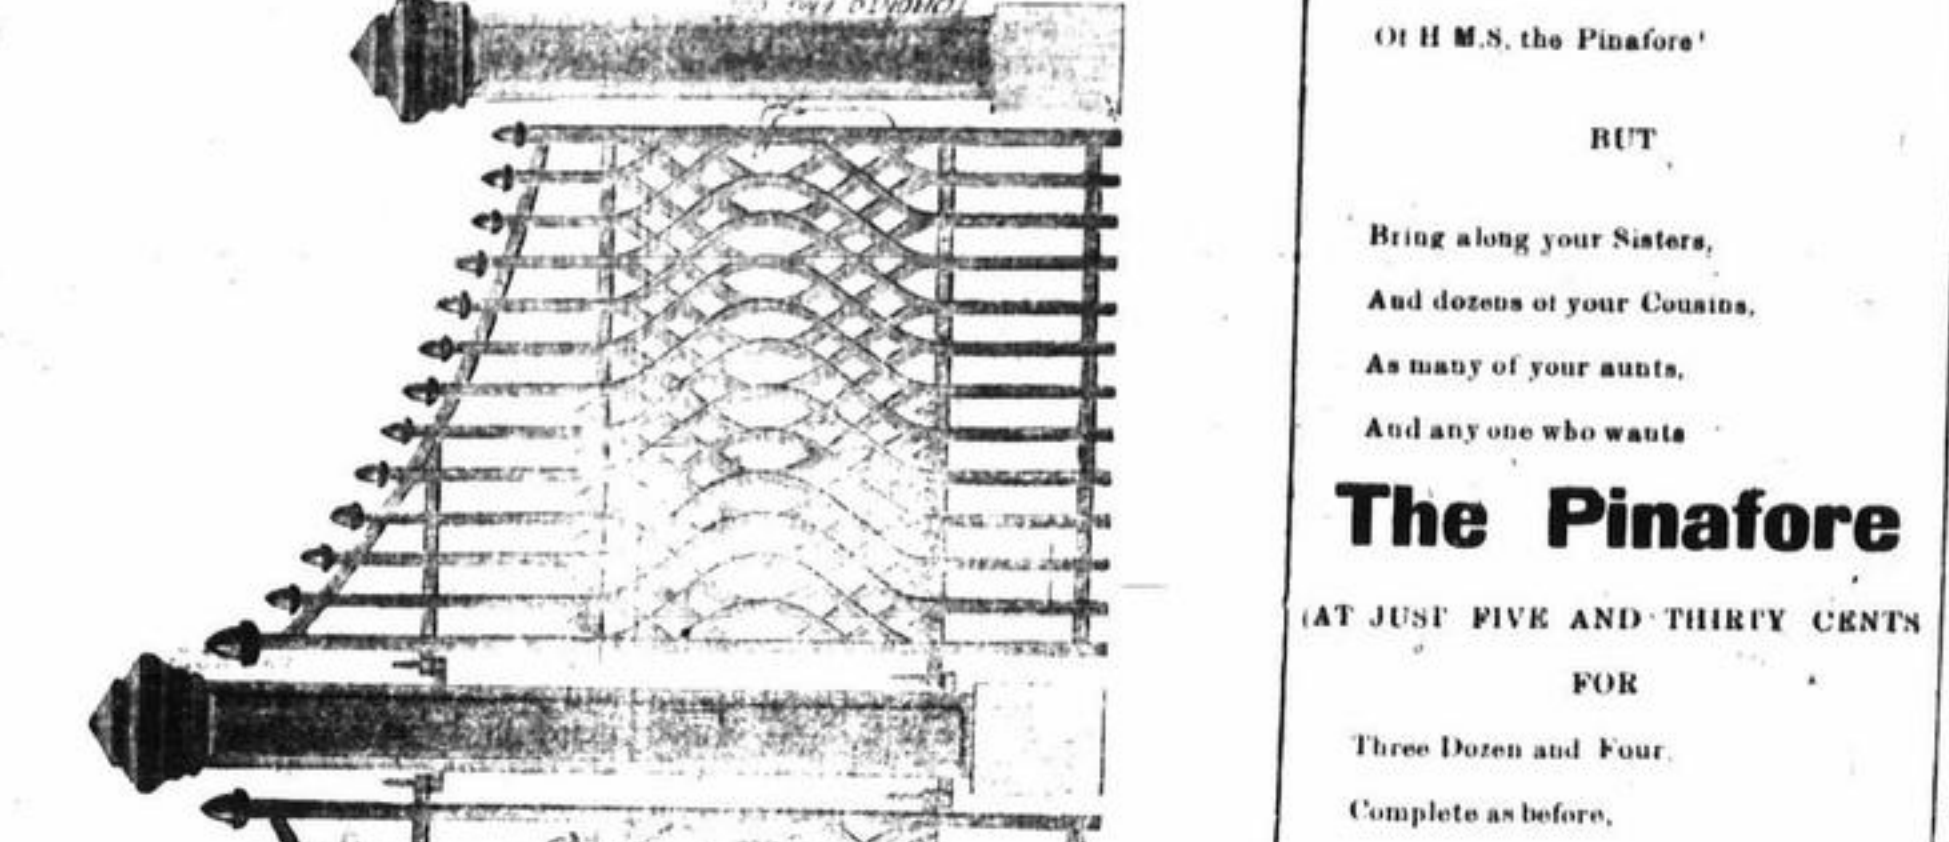 Of H M.S. the Pinafore'
BUT
Bring along your Sisters,
And dozens of your Cousins,
As many of your aunts,
And any one who wants
The Pinafore
(AT JUST FIVE AND THIRTY CENTS
FOR
Three Dozen and Four,
Complete as before,